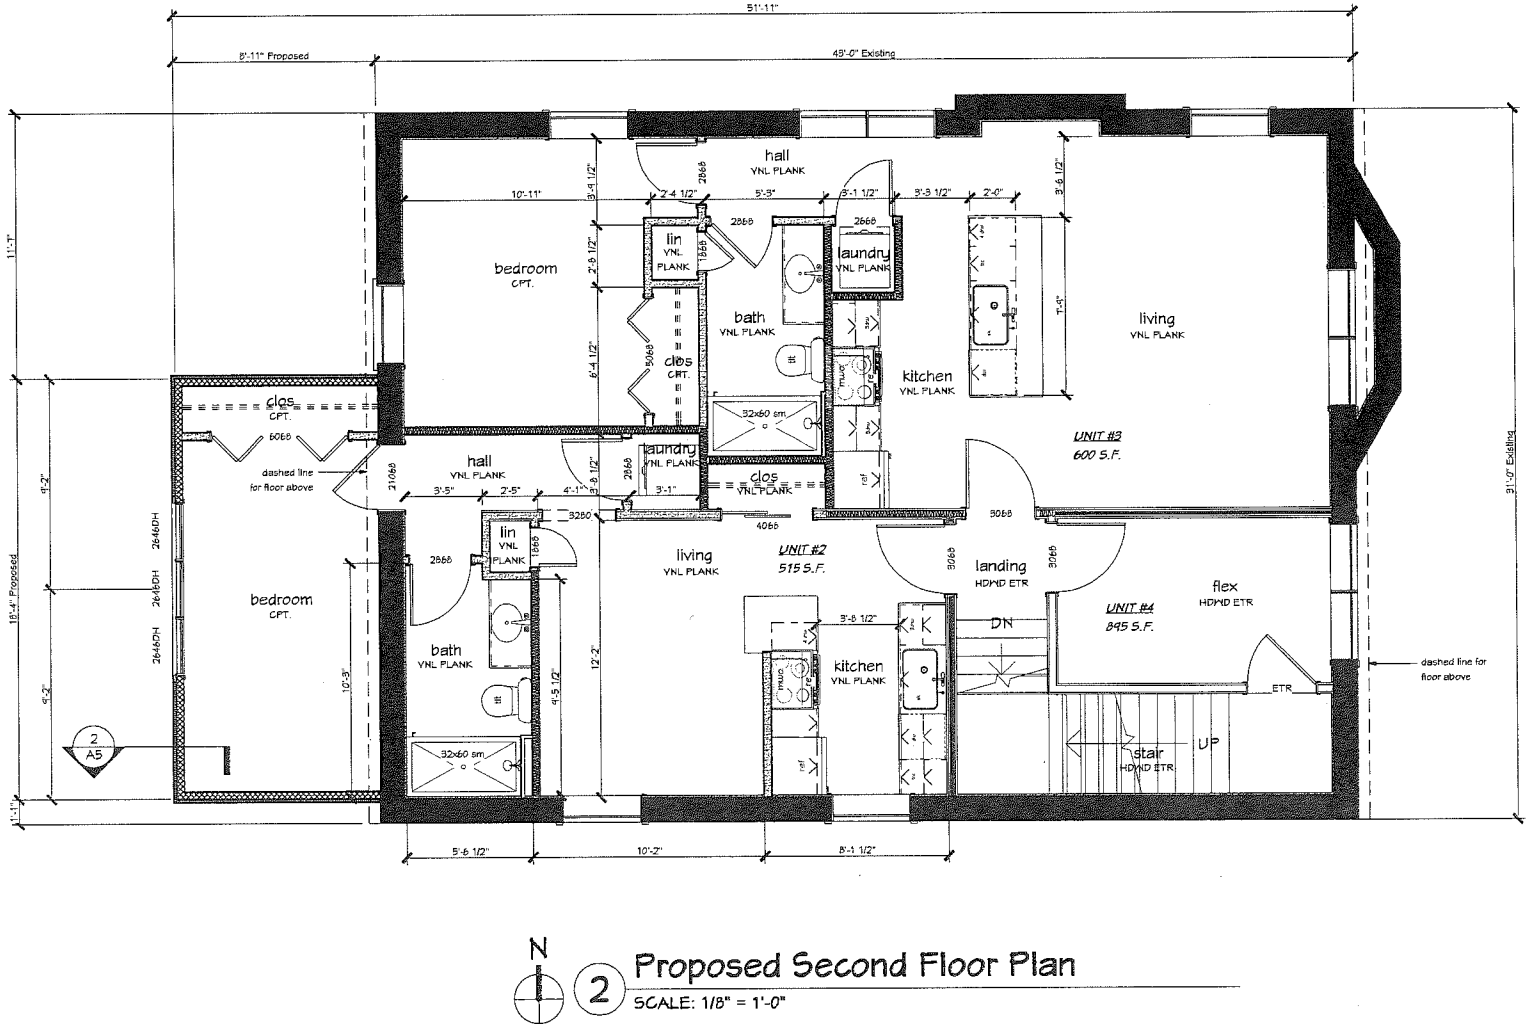 51'-11"
8'-11" Proposed
43'-0" Existing
hall
VNL PLANK
2868
3'-9 1/2"
3'-6 1/2"
10'-11"
2'-4 1/2"
5'-3"
3'-1 1/2"
3'-3 1/2"
2'-0"
2868
2668
11'-7"
lin
VNL
PLANK
1868
2'-8 1/2"
laundry
VNL PLANK
bedroom
CPT.
bath
VNL PLANK
7'-9"
living
VNL PLANK
5068
6'-4 1/2"
clos
CPT.
tlt
mwo
kitchen
VNL PLANK
clos
CPT.
32x60 sm
6068
UNIT #3
600 S.F.
hall
VNL PLANK
laundry
VNL PLANK
dashed line
for floor above
21068
2868
3'-8 1/2"
clos
VNL PLANK
ref
9'-2"
31'-0" Existing
3'-5"
2'-5"
4'-1"
3'-1"
3280
4068
3068
2646DH
lin
VNL
PLANK
1868
living
VNL PLANK
UNIT #2
515 S.F.
2868
3068
3068
landing
HDWD ETR
flex
HDWD ETR
18'-4" Proposed
2646DH
bedroom
CPT.
UNIT #4
895 S.F.
3'-8 1/2"
DN
2646DH
bath
VNL PLANK
12'-2"
kitchen
VNL PLANK
dashed line for
floor above
10'-3"
9'-2"
9'-5 1/2"
mwo
tlt
ETR
2
A5
32x60 sm
UP
stair
HDWD ETR
ref
1'-1"
5'-6 1/2"
10'-2"
8'-1 1/2"
N
2
Proposed Second Floor Plan
SCALE: 1/8" = 1'-0"